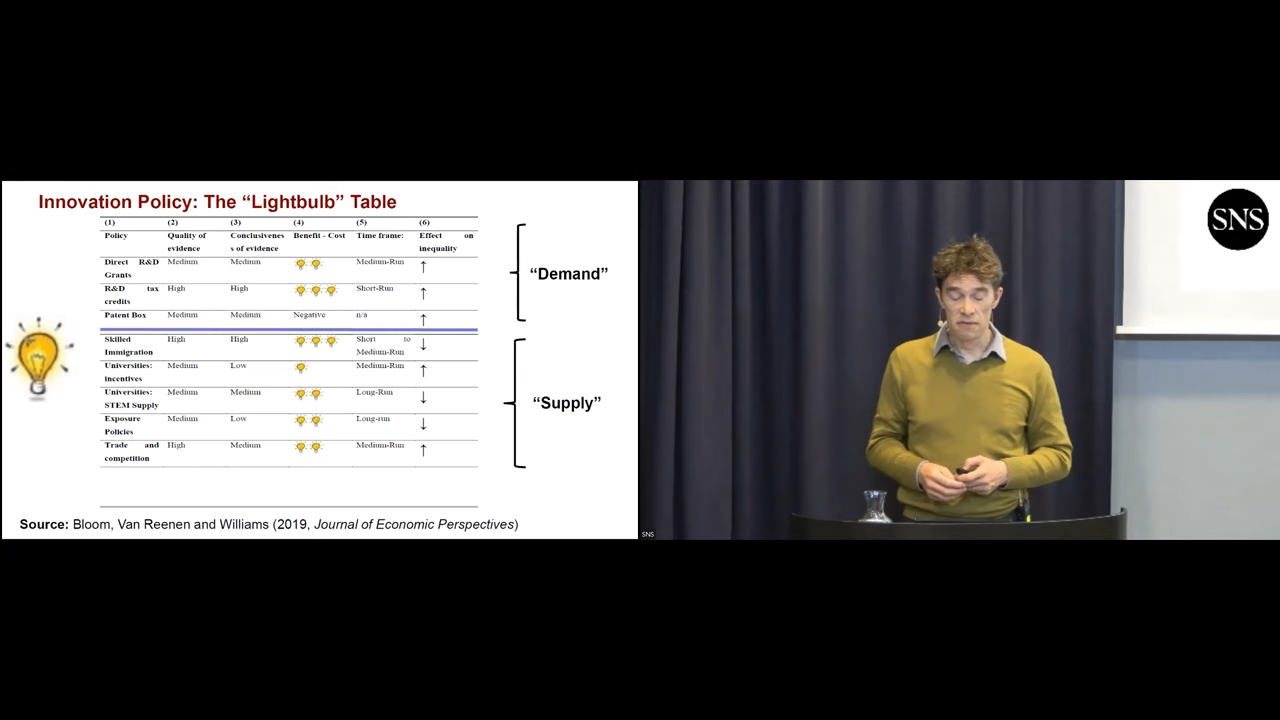 Innovation Policy: The “Lightbulb” Table
(1) (2) (3) (4) (5) (6)
Policy Quality of Conclusivenes Benefit - Cost Time frame: Effect on
evidence s of evidence inequality
Direct R&D Medium Medium Medium-Run ↑
Grants
R&D tax High High Short-Run ↑
credits
Patent Box Medium Medium Negative n/a ↑
Skilled High High Short to ↓
Immigration Medium-Run
Universities: Medium Low Medium-Run ↑
incentives
Universities: Medium Medium Long-Run ↓
STEM Supply
Exposure Medium Low Long-run ↓
Policies
Trade and High Medium Medium-Run ↑
competition
“Demand”
“Supply”
Source: Bloom, Van Reenen and Williams (2019, Journal of Economic Perspectives)
SNS
SNS